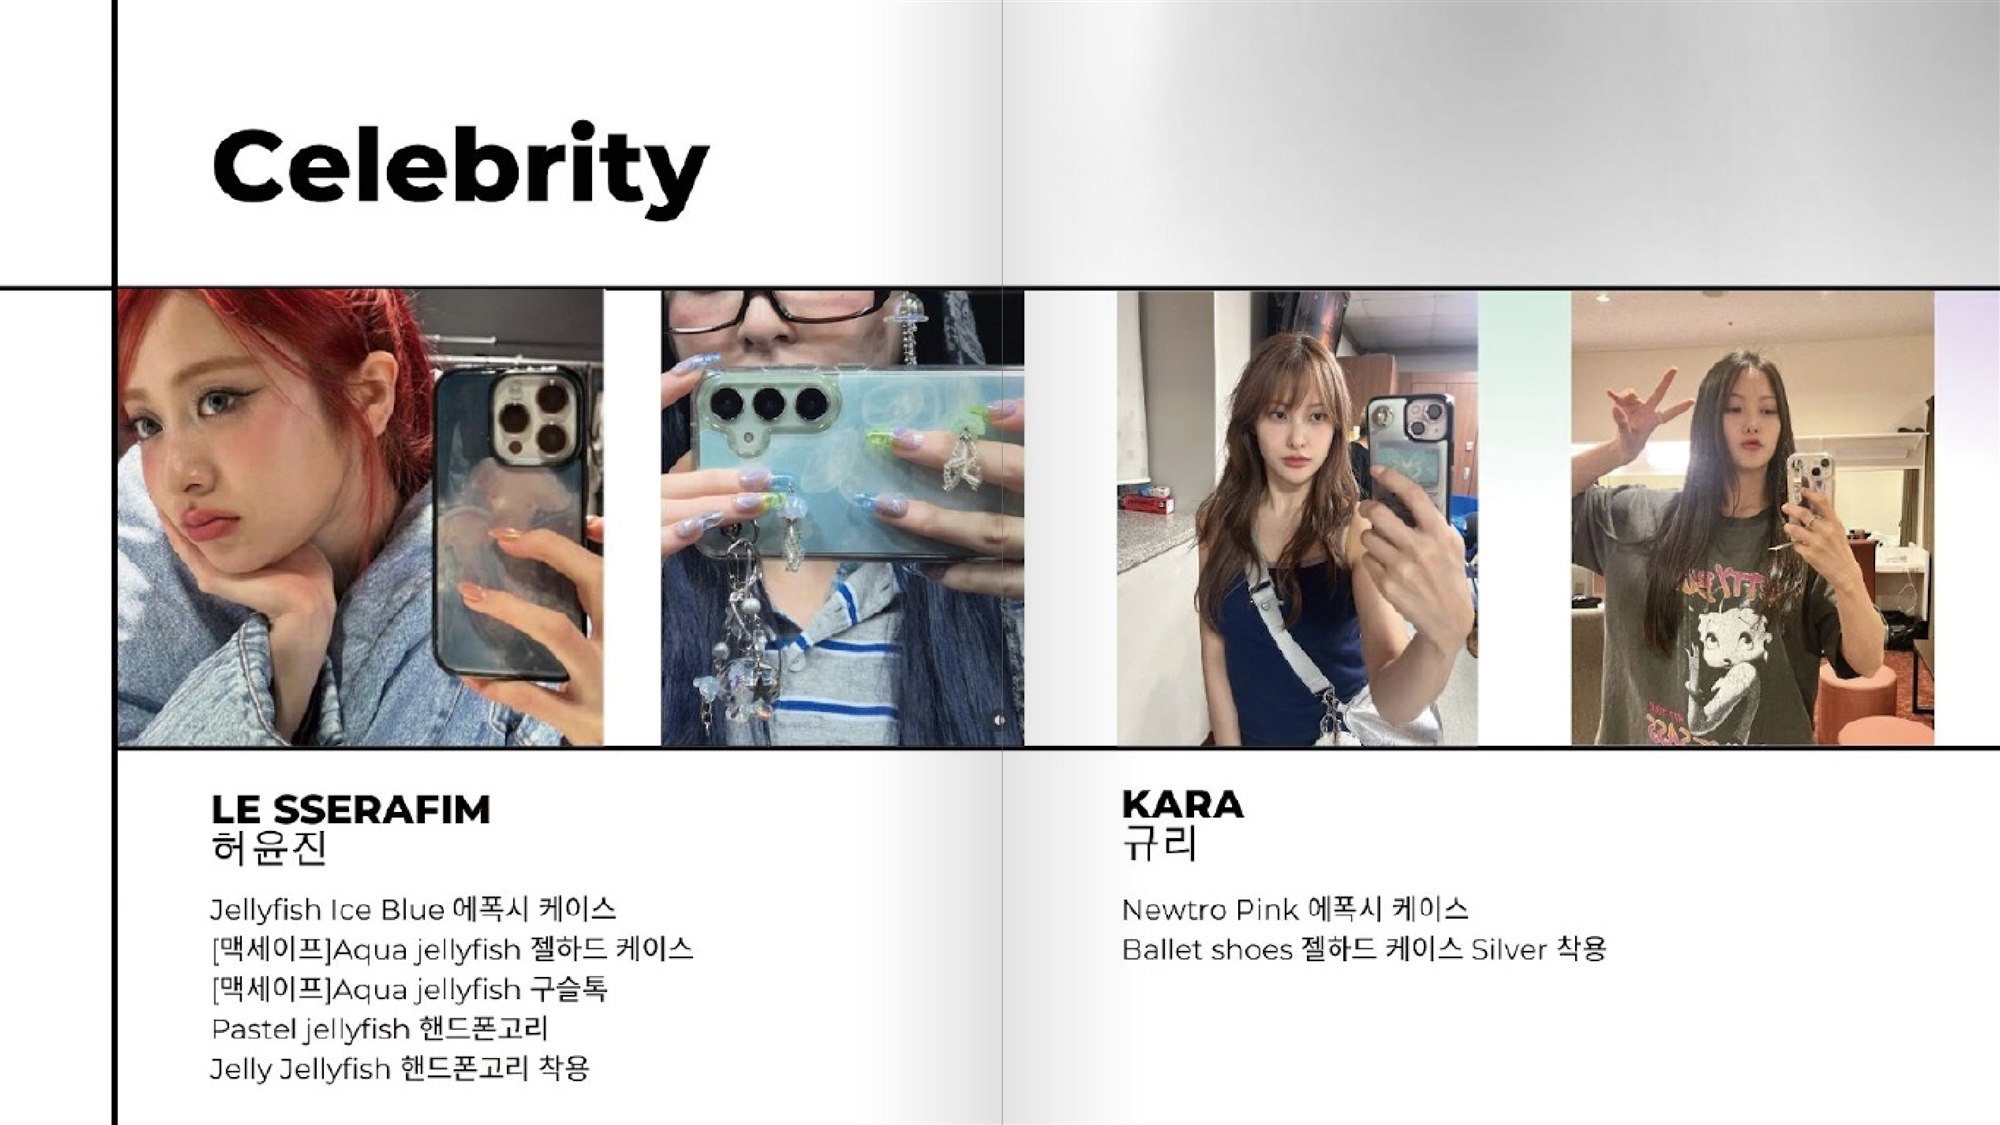 Celebrity
LE SSERAFIM
허윤진
Jellyfish Ice Blue 에폭시 케이스
[맥세이프]Aqua jellyfish 젤하드 케이스
[맥세이프]Aqua jellyfish 구슬톡
Pastel jellyfish 핸드폰고리
Jelly Jellyfish 핸드폰고리 착용
KARA
규리
Newtro Pink 에폭시 케이스
Ballet shoes 젤하드 케이스 Silver 착용